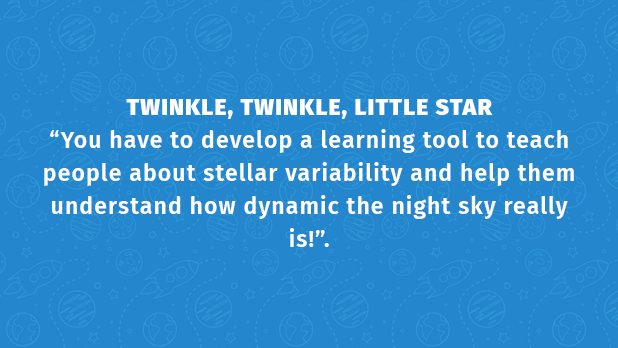 TWINKLE, TWINKLE, LITTLE STAR
“You have to develop a learning tool to teach
people about stellar variability and help them
understand how dynamic the night sky really
is!”.